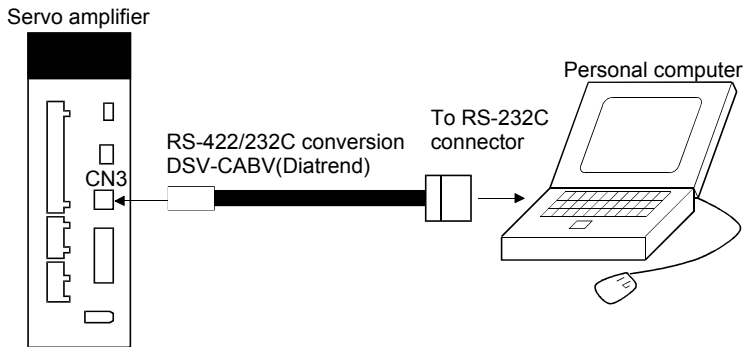 Servo amplifier
Personal computer
To RS-232C
connector
RS-422/232C conversion
DSV-CABV(Diatrend)
CN3